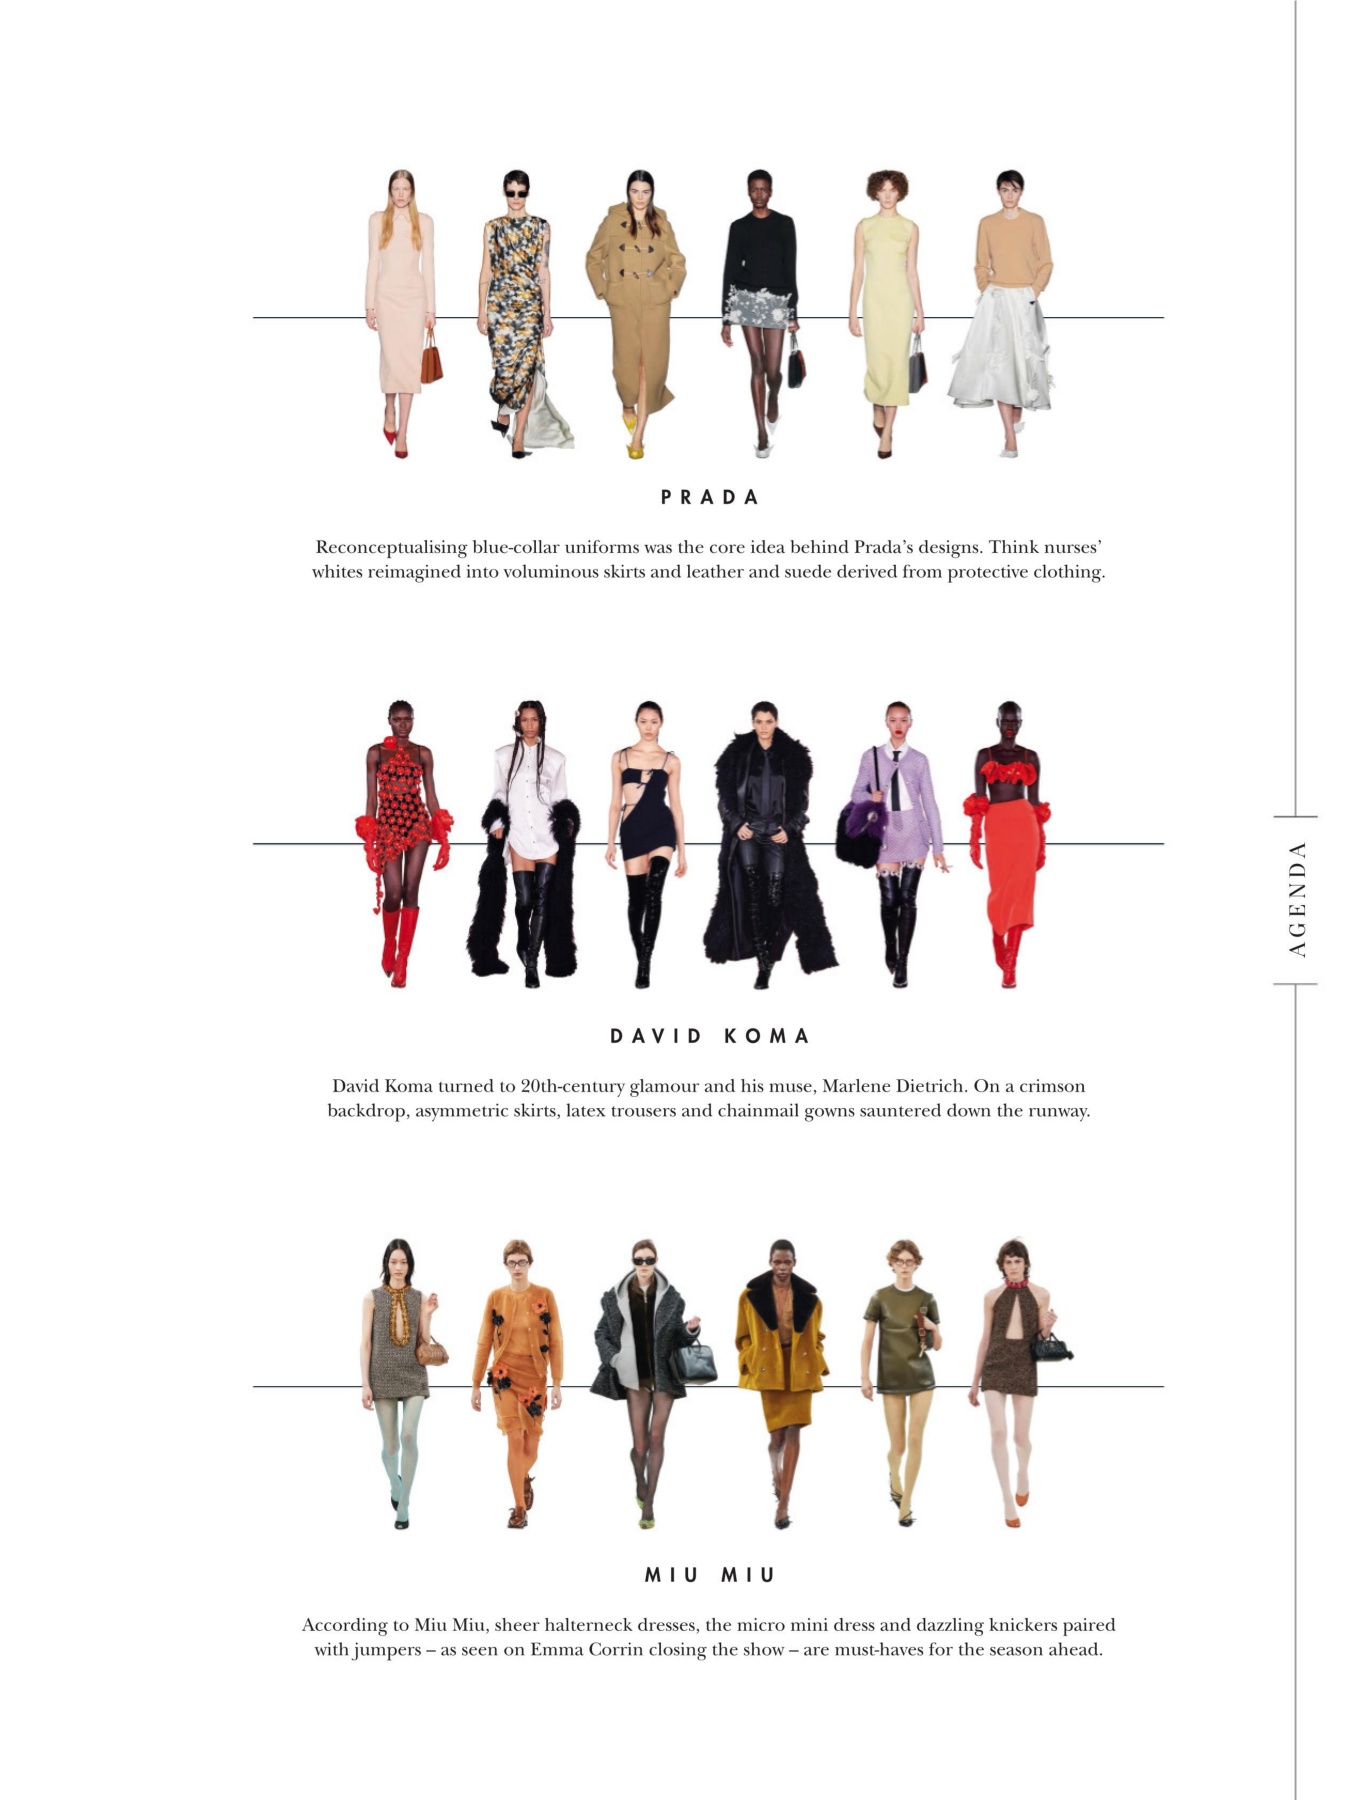 PRADA
Reconceptualising blue-collar uniforms was the core idea behind Prada’s designs. Think nurses’
whites reimagined into voluminous skirts and leather and suede derived from protective clothing.
DAVID KOMA
David Koma turned to 20th-century glamour and his muse, Marlene Dietrich. On a crimson
backdrop, asymmetric skirts, latex trousers and chainmail gowns sauntered down the runway.
MIU MIU
According to Miu Miu, sheer halterneck dresses, the micro mini dress and dazzling knickers paired
with jumpers – as seen on Emma Corrin closing the show – are must-haves for the season ahead.
AGENDA